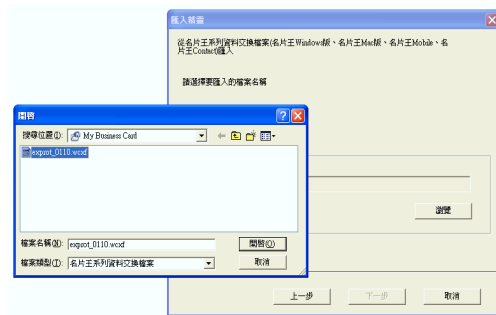 匯入精靈
從名片王系列資料交換檔案(名片王Windows版、名片王Mac版、名片王Mobile、名
片王Contact)匯入
請選擇要匯入的檔案名稱
開啟
搜尋位置(I):
My Business Card
exprot_0110.wcxf
瀏覽
檔案名稱(N):
exprot_0110.wcxf
開啟(O)
檔案類型(T):
名片王系列資料交換檔案
取消
上一步
下一步
取消